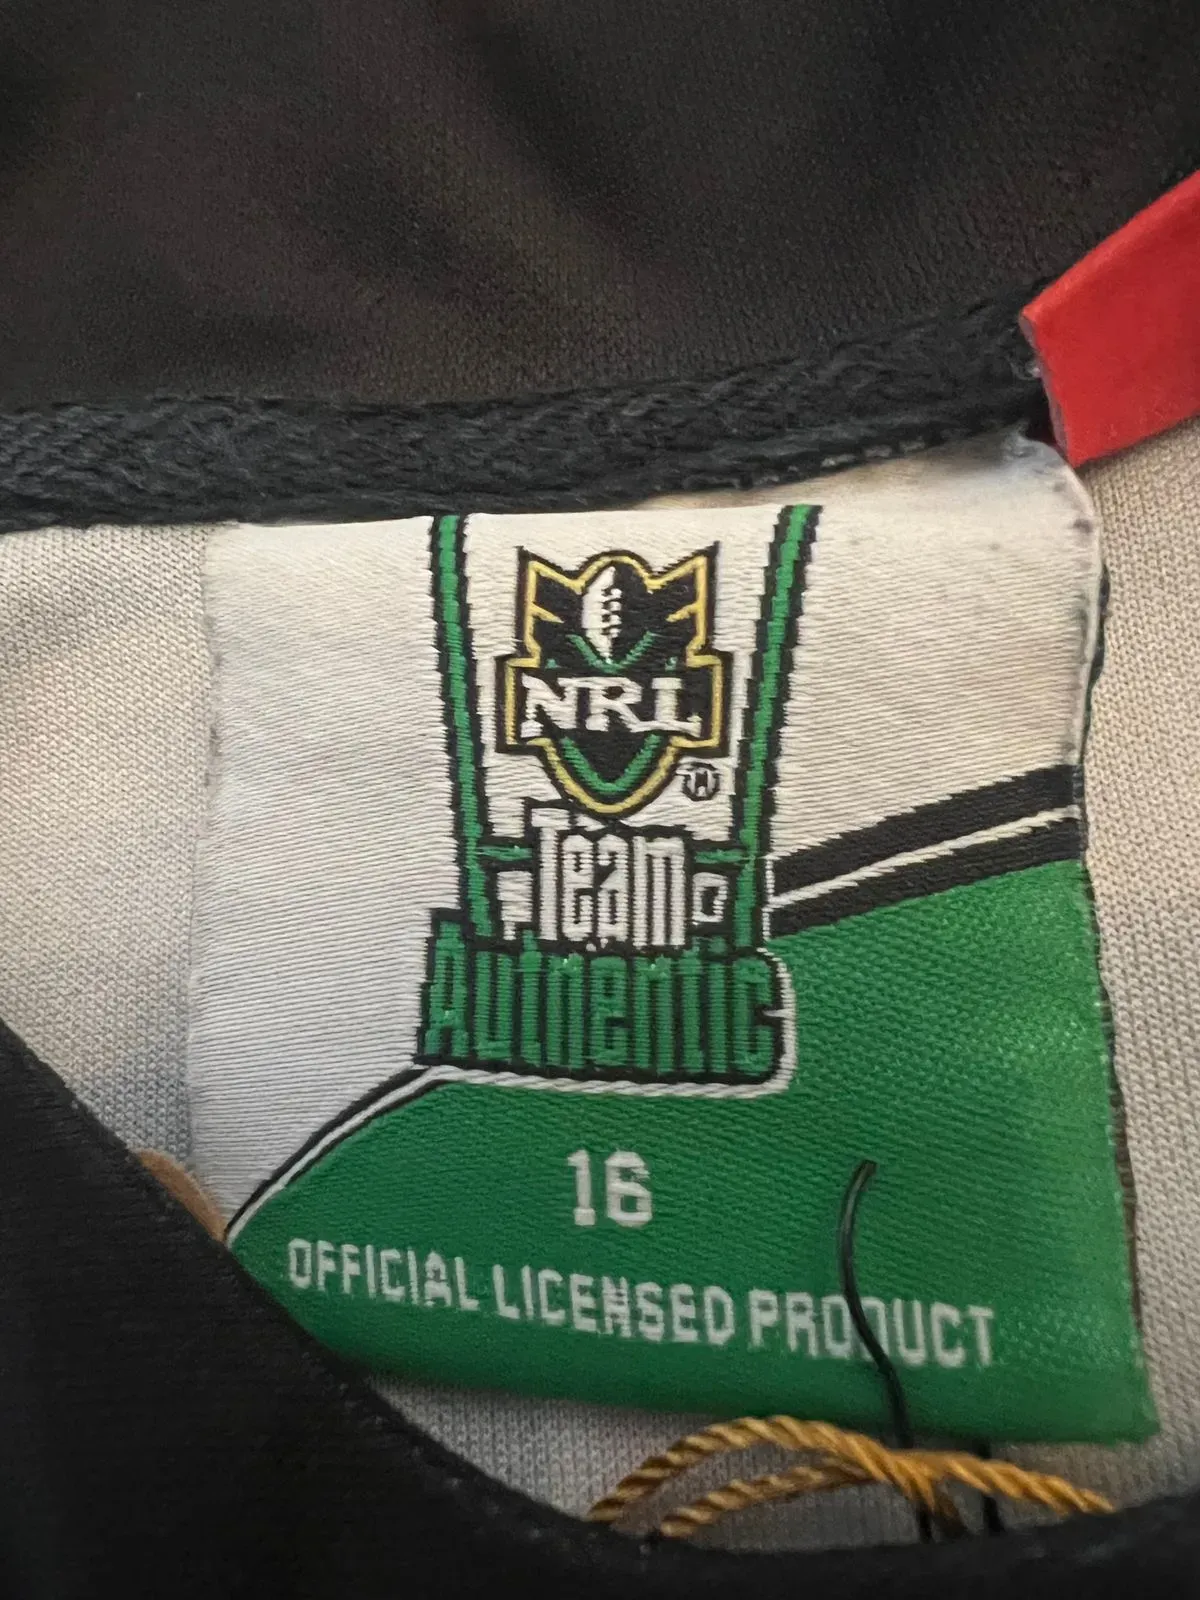 NRL
Team
Authentic
16
OFFICIAL LICENSED PRODUCT